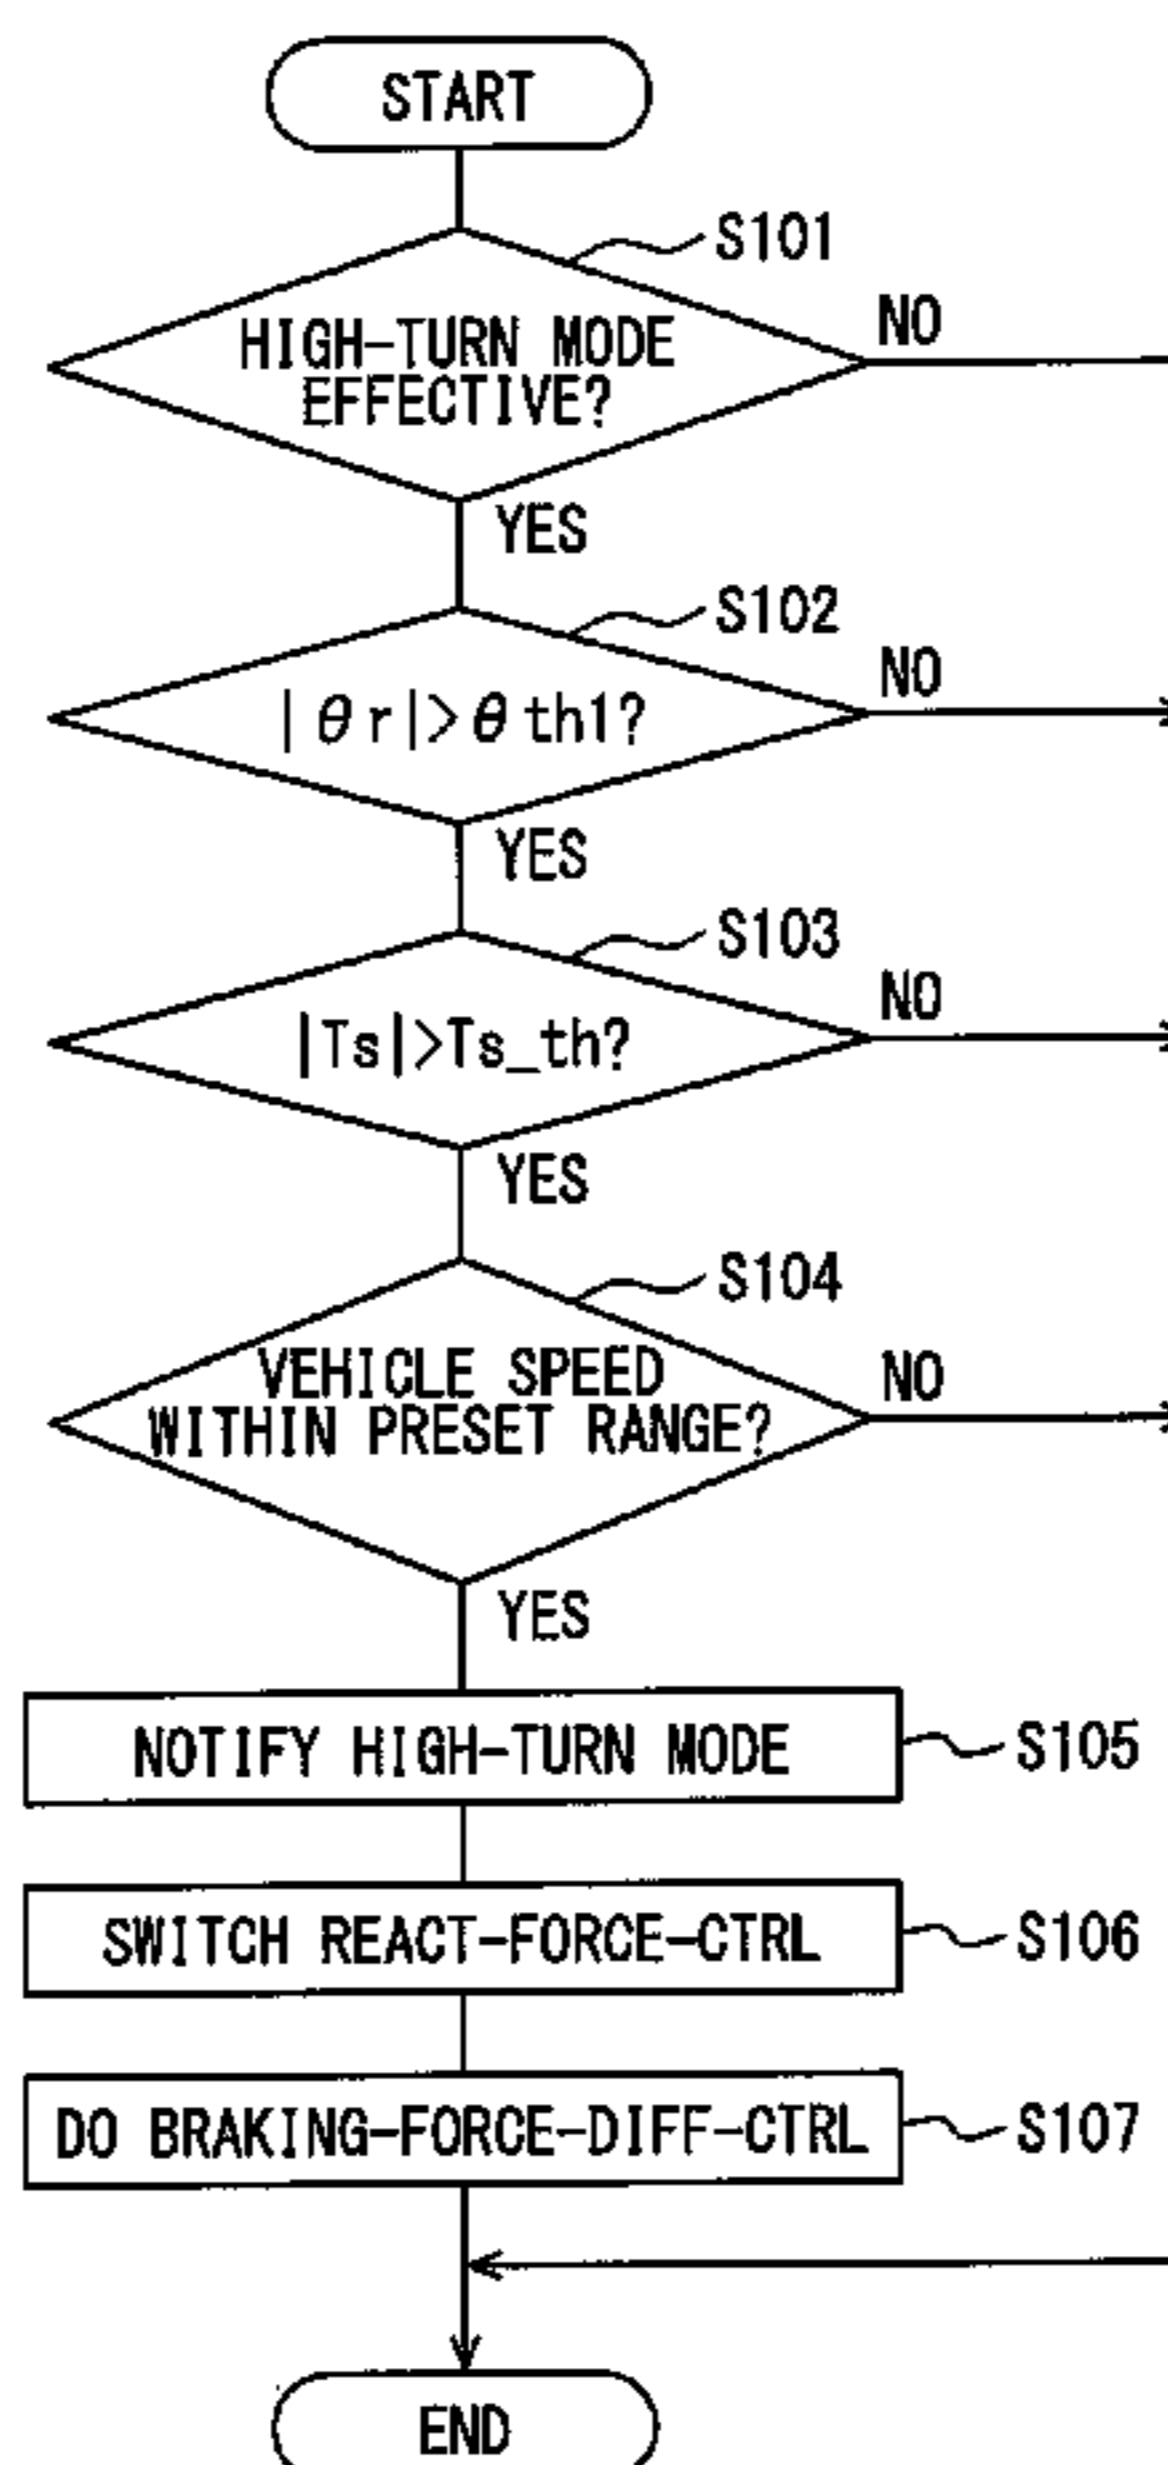 START
S101
HIGH-TURN MODE
EFFECTIVE?
NO
YES
S102
|θr|>θth1?
NO
YES
S103
|Ts|>Ts_th?
NO
YES
S104
VEHICLE SPEED
WITHIN PRESET RANGE?
NO
YES
NOTIFY HIGH-TURN MODE
S105
SWITCH REACT-FORCE-CTRL
S106
DO BRAKING-FORCE-DIFF-CTRL
S107
END